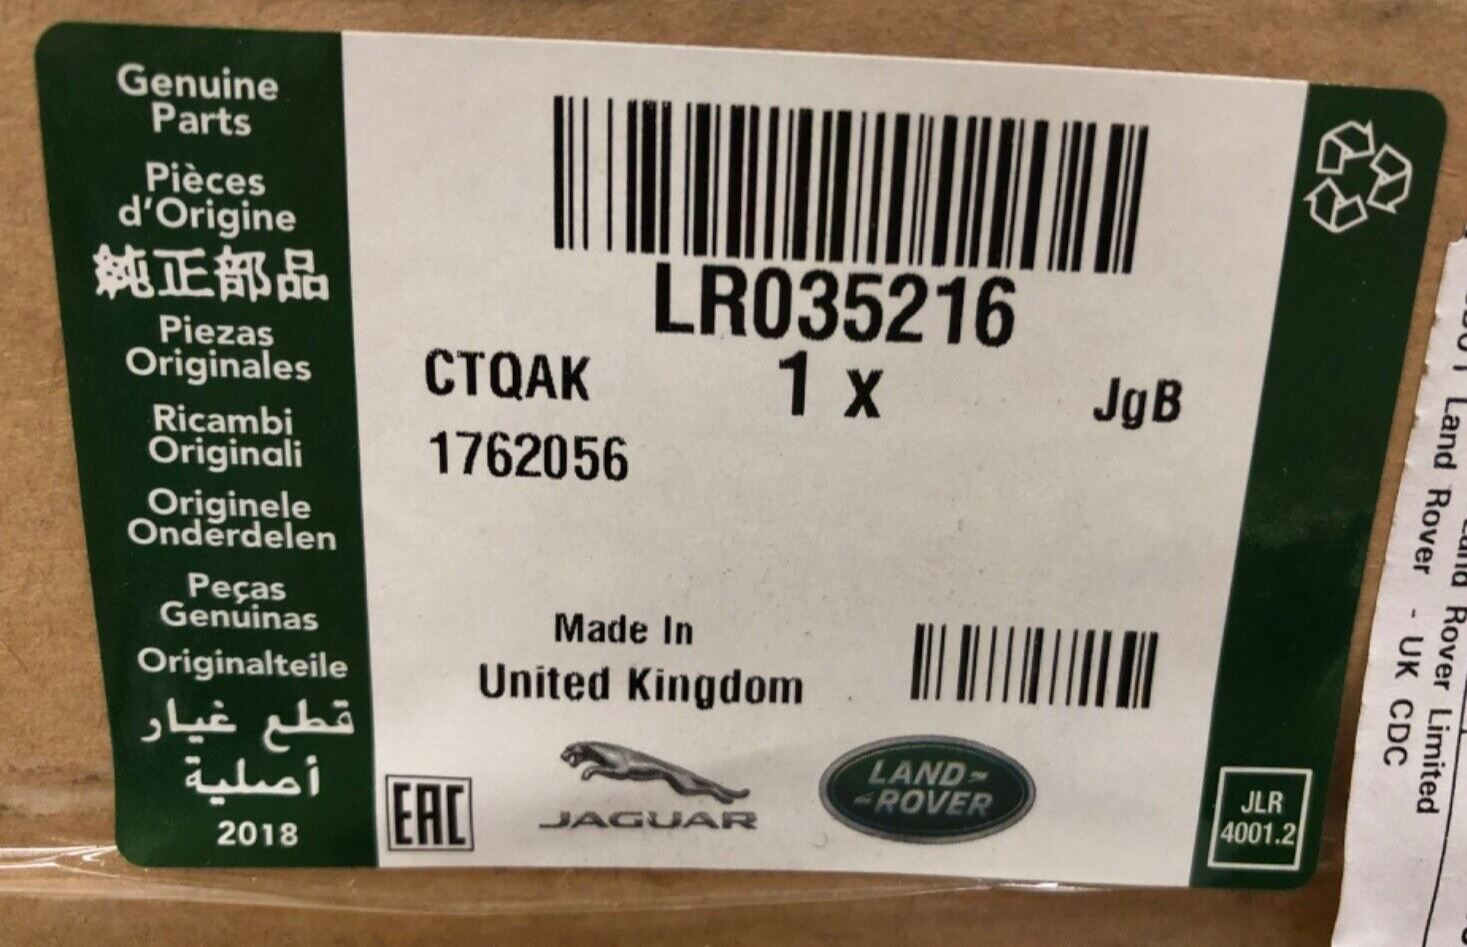 Genuine
Parts
Pièces
d'Origine
純正部品
Piezas
Originales
Ricambi
Originali
Originele
Onderdelen
Peças
Genuinas
Originalteile
قطع غيار
أصلية
2018
LR035216
CTQAK
1 x
JgB
1762056
Made In
United Kingdom
EAC
JAGUAR
LAND-
-ROVER
JLR
4001.2
Land Rover Limited
Land Rover - UK CDC